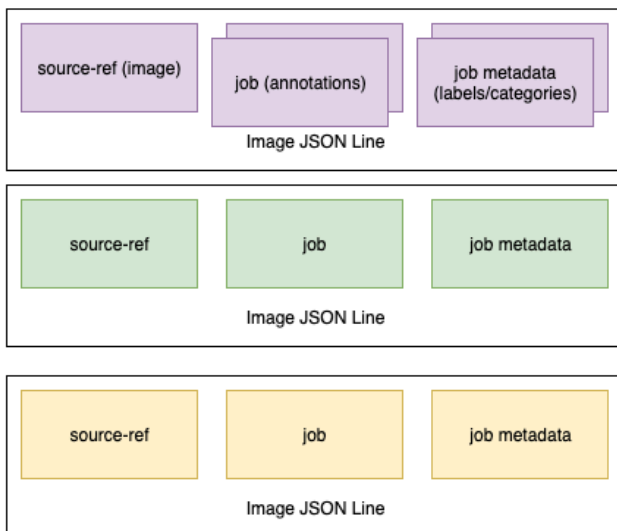 source-ref (image)
job (annotations)
job metadata
(labels/categories)
Image JSON Line
source-ref
job
job metadata
Image JSON Line
source-ref
job
job metadata
Image JSON Line